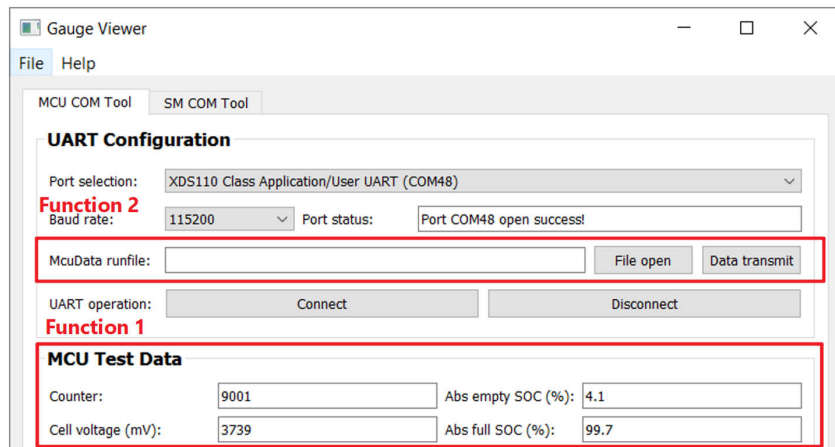 Gauge Viewer
File Help
MCU COM Tool SM COM Tool
UART Configuration
Port selection: XDS110 Class Application/User UART (COM48)
Function 2
Baud rate: 115200 Port status: Port COM48 open success!
McuData runfile: File open Data transmit
UART operation: Connect Disconnect
Function 1
MCU Test Data
Counter: 9001 Abs empty SOC (%): 4.1
Cell voltage (mV): 3739 Abs full SOC (%): 99.7